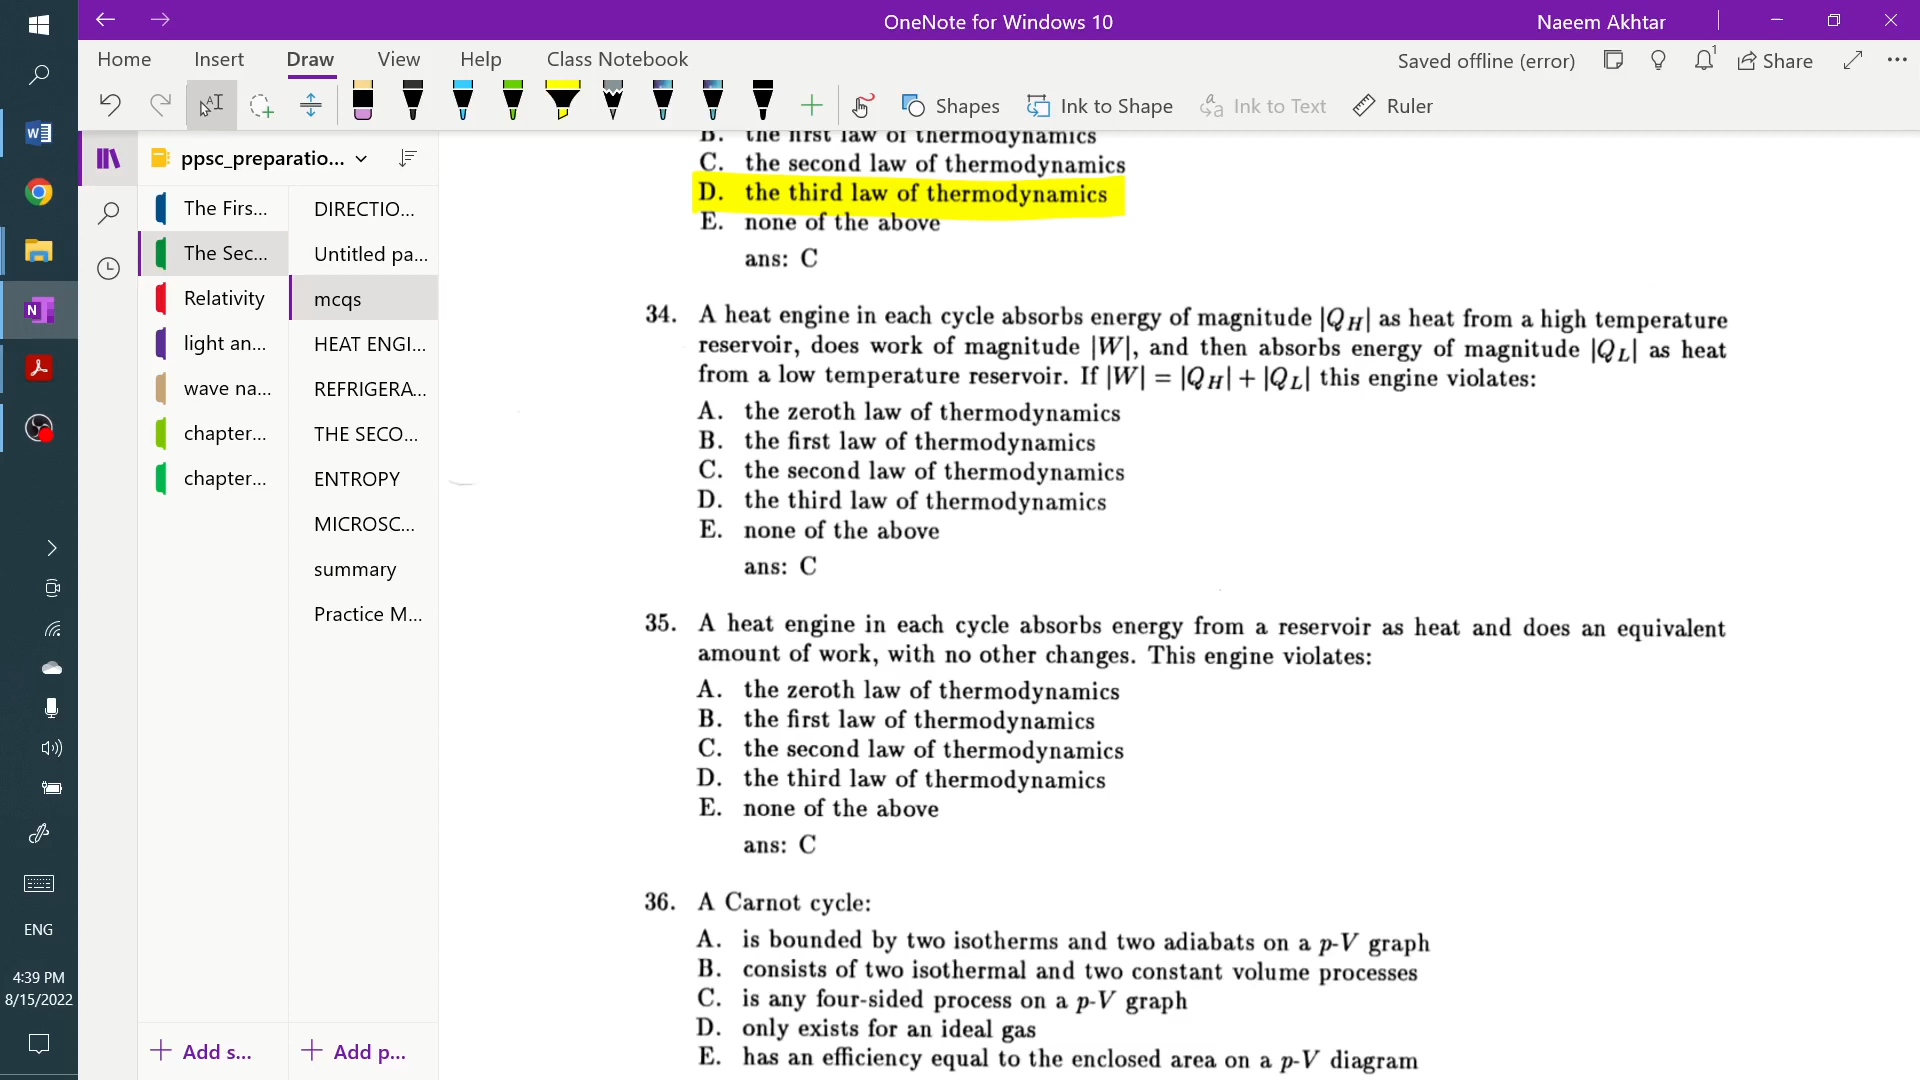 OneNote for Windows 10
Naeem Akhtar
Home Insert Draw View Help Class Notebook
Saved offline (error)
1
Share
Shapes
Ink to Shape
Ink to Text
Ruler
ppsc_preparatio...
The Firs...
The Sec...
Relativity
light an...
wave na...
chapter...
chapter...
Add s...
DIRECTIO...
Untitled pa...
mcqs
HEAT ENGI...
REFRIGERA...
THE SECO...
ENTROPY
MICROSC...
summary
Practice M...
Add p...
B. the first law of thermodynamics
C. the second law of thermodynamics
D. the third law of thermodynamics
E. none of the above
ans: C
34. A heat engine in each cycle absorbs energy of magnitude |QH| as heat from a high temperature
reservoir, does work of magnitude |W|, and then absorbs energy of magnitude |QL| as heat
from a low temperature reservoir. If |W| = |QH| + |QL| this engine violates:
A. the zeroth law of thermodynamics
B. the first law of thermodynamics
C. the second law of thermodynamics
D. the third law of thermodynamics
E. none of the above
ans: C
35. A heat engine in each cycle absorbs energy from a reservoir as heat and does an equivalent
amount of work, with no other changes. This engine violates:
A. the zeroth law of thermodynamics
B. the first law of thermodynamics
C. the second law of thermodynamics
D. the third law of thermodynamics
E. none of the above
ans: C
36. A Carnot cycle:
A. is bounded by two isotherms and two adiabats on a p-V graph
B. consists of two isothermal and two constant volume processes
C. is any four-sided process on a p-V graph
D. only exists for an ideal gas
E. has an efficiency equal to the enclosed area on a p-V diagram
ENG
4:39 PM
8/15/2022